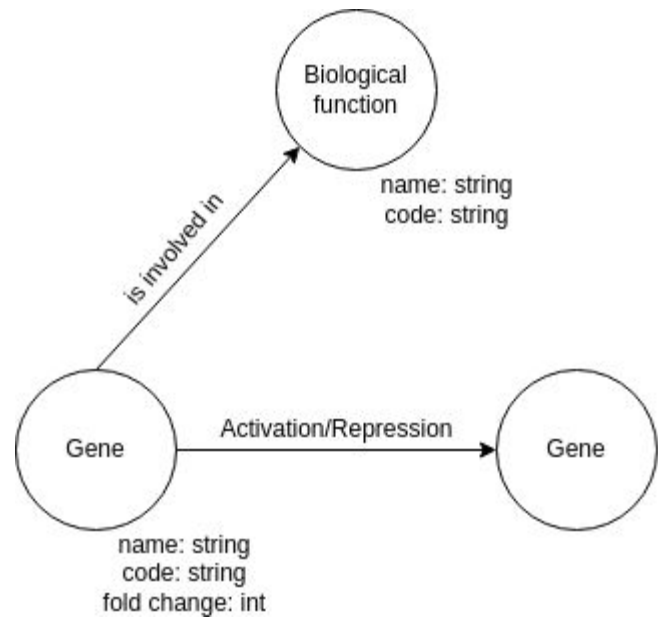 Biological
function
name: string
code: string
is involved in
Activation/Repression
Gene
Gene
name: string
code: string
fold change: int